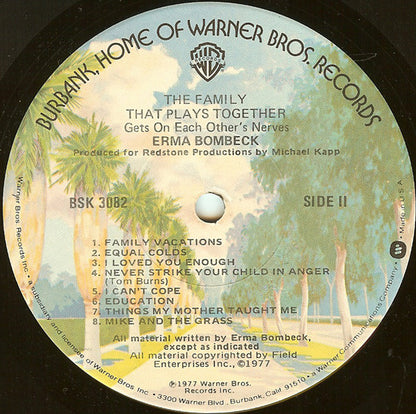 BURBANK, HOME OF WARNER BROS. RECORDS
THE FAMILY
THAT PLAYS TOGETHER
Gets On Each Other's Nerves
ERMA BOMBECK
Produced for Redstone Productions by Michael Kapp
BSK 3082
SIDE II
1. FAMILY VACATIONS
2. EQUAL COLDS
3. I LOVED YOU ENOUGH
4. NEVER STRIKE YOUR CHILD IN ANGER
(Tom Burns)
5. I CAN'T COPE
6. EDUCATION
7. THINGS MY MOTHER TAUGHT ME
8. MIKE AND THE GRASS
All material written by Erma Bombeck,
except as indicated
All material copyrighted by Field
Enterprises Inc., ©1977
℗1977 Warner Bros.
Records Inc.
Warner Bros Records Inc. • a subsidiary and licensee of Warner Bros Inc. • 3300 Warner Blvd., Burbank, Calif 91510 • a Warner Communications Company • Made in U S A